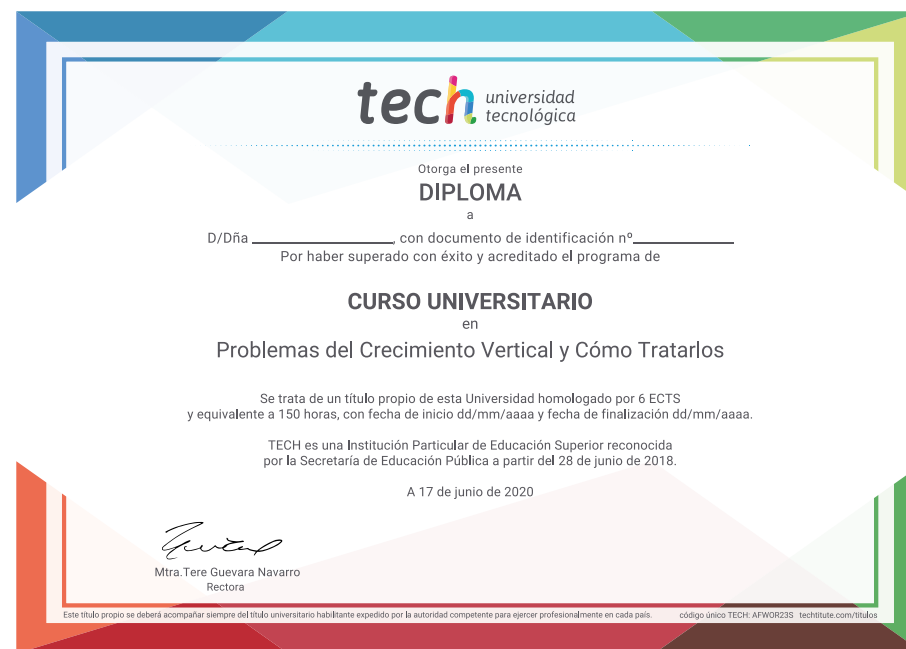 tech universidad
tecnológica
Otorga el presente
DIPLOMA
a
D/Dña ____________________, con documento de identificación nº______________
Por haber superado con éxito y acreditado el programa de
CURSO UNIVERSITARIO
en
Problemas del Crecimiento Vertical y Cómo Tratarlos
Se trata de un título propio de esta Universidad homologado por 6 ECTS
y equivalente a 150 horas, con fecha de inicio dd/mm/aaaa y fecha de finalización dd/mm/aaaa.
TECH es una Institución Particular de Educación Superior reconocida
por la Secretaría de Educación Pública a partir del 28 de junio de 2018.
A 17 de junio de 2020
Mtra.Tere Guevara Navarro
Rectora
Este título propio se deberá acompañar siempre del título universitario habilitante expedido por la autoridad competente para ejercer profesionalmente en cada país. código único TECH: AFWOR23S techtitute.com/titulos